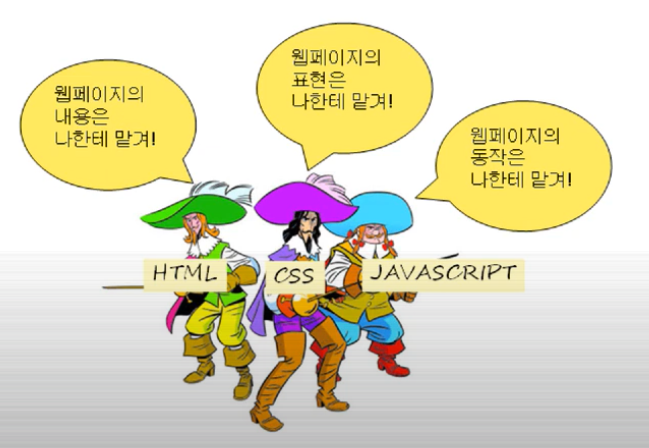 웹페이지의
내용은
나한테 맡겨!
웹페이지의
표현은
나한테 맡겨!
웹페이지의
동작은
나한테 맡겨!
HTML
CSS
JAVASCRIPT